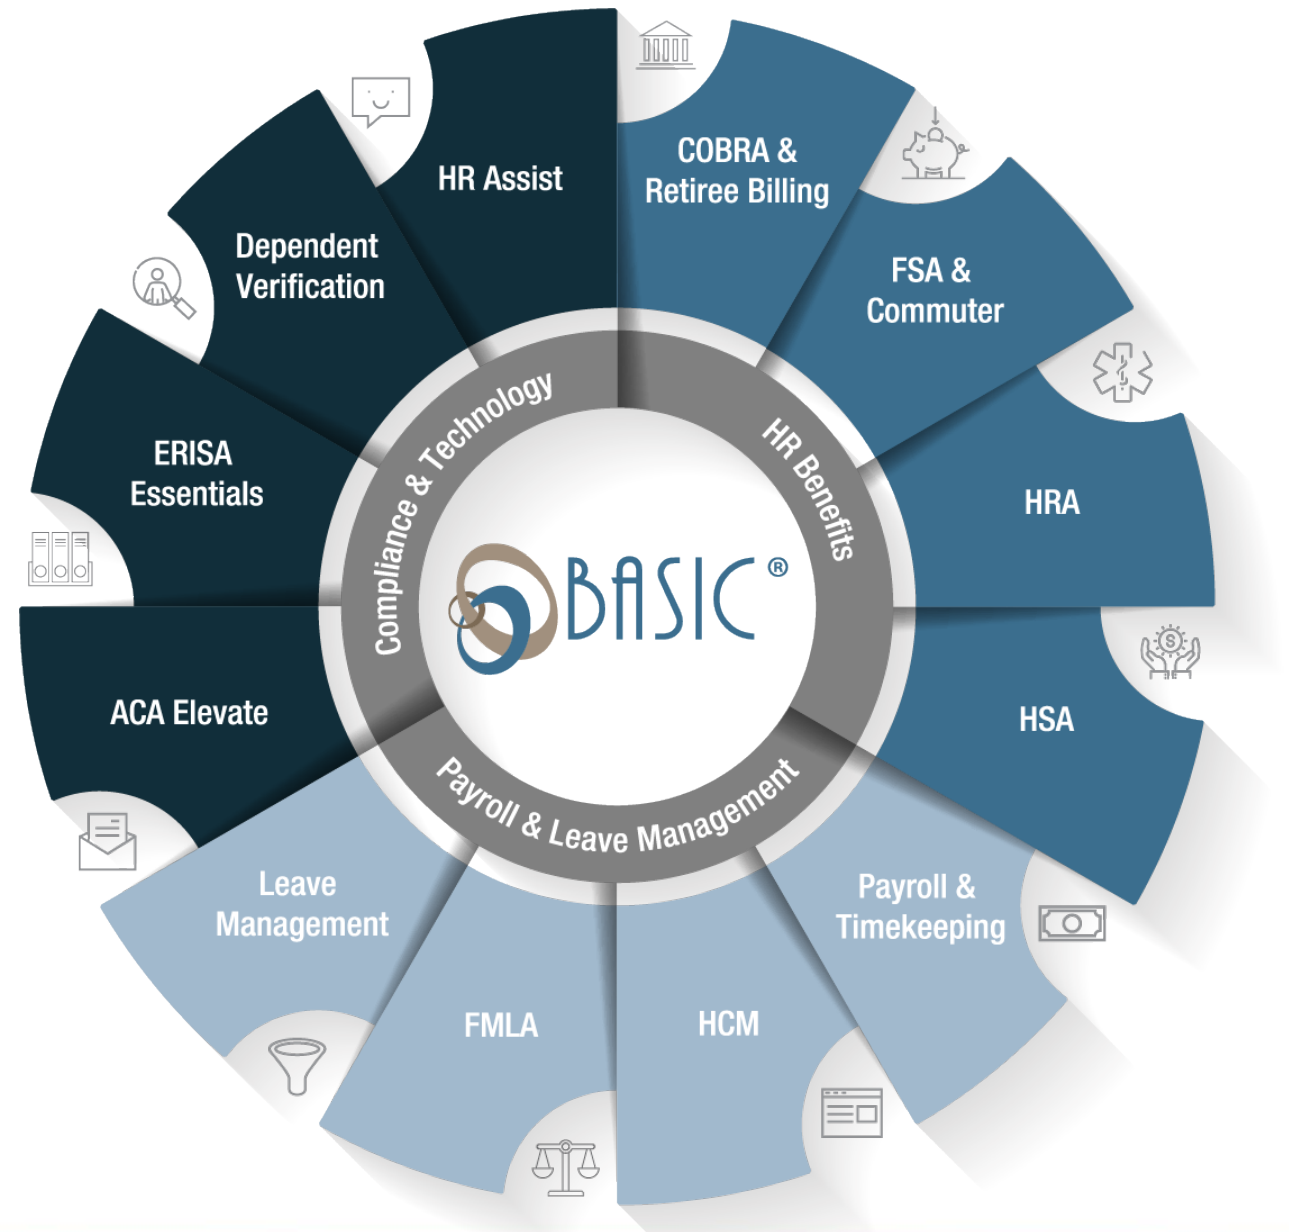 BASIC®
HR Benefits
COBRA &
Retiree Billing
FSA &
Commuter
HRA
HSA
Payroll & Leave Management
Payroll &
Timekeeping
HCM
FMLA
Leave
Management
Compliance & Technology
ACA Elevate
ERISA
Essentials
Dependent
Verification
HR Assist
$